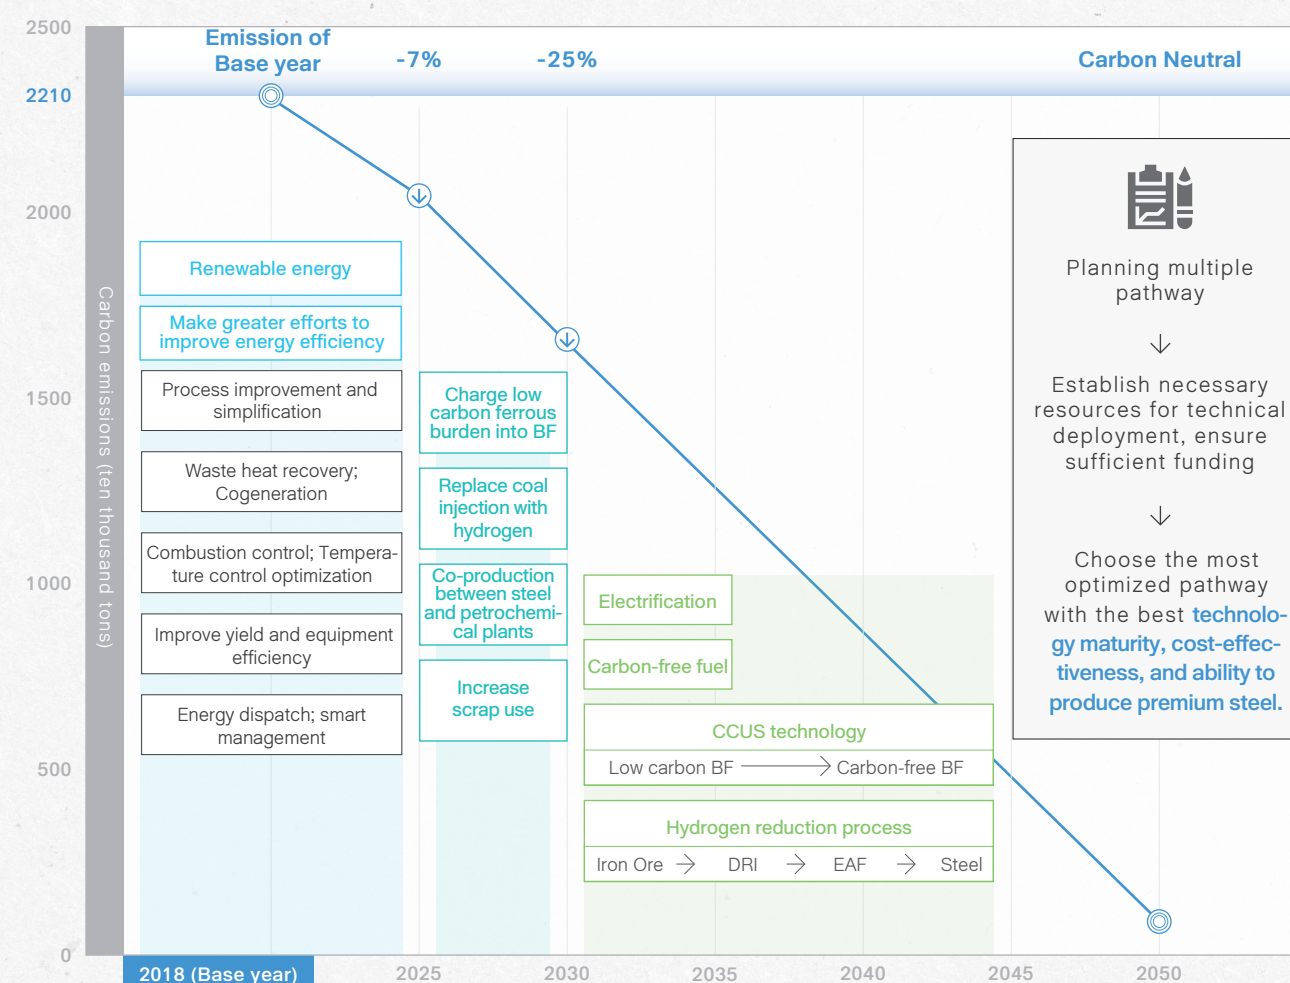 2500
2210
2000
1500
1000
500
0
Carbon emissions (ten thousand tons)
Emission of
Base year
-7%
-25%
Carbon Neutral
Renewable energy
Make greater efforts to
improve energy efficiency
Process improvement and
simplification
Waste heat recovery;
Cogeneration
Combustion control; Tempera-
ture control optimization
Improve yield and equipment
efficiency
Energy dispatch; smart
management
Charge low
carbon ferrous
burden into BF
Replace coal
injection with
hydrogen
Co-production
between steel
and petrochemi-
cal plants
Increase
scrap use
Electrification
Carbon-free fuel
CCUS technology
Low carbon BF → Carbon-free BF
Hydrogen reduction process
Iron Ore → DRI → EAF → Steel
Planning multiple
pathway
↓
Establish necessary
resources for technical
deployment, ensure
sufficient funding
↓
Choose the most
optimized pathway
with the best technolo-
gy maturity, cost-effec-
tiveness, and ability to
produce premium steel.
2018 (Base year)
2025
2030
2035
2040
2045
2050